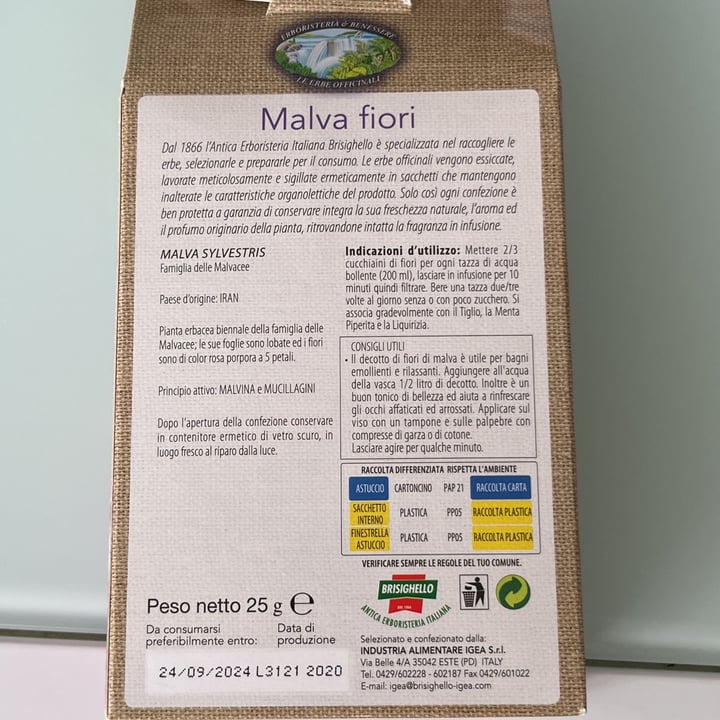 ERBORISTERIA & BENESSERE
LE ERBE OFFICINALI
Malva fiori
Dal 1866 l'Antica Erboristeria Italiana Brisighello è specializzata nel raccogliere le
erbe, selezionarle e prepararle per il consumo. Le erbe officinali vengono essiccate,
lavorate meticolosamente e sigillate ermeticamente in sacchetti che mantengono
inalterate le caratteristiche organolettiche del prodotto. Solo così ogni confezione è
ben protetta a garanzia di conservare integra la sua freschezza naturale, l'aroma ed
il profumo originario della pianta, ritrovandone intatta la fragranza in infusione.
MALVA SYLVESTRIS
Famiglia delle Malvacee
Paese d'origine: IRAN
Pianta erbacea biennale della famiglia delle
Malvacee; le sue foglie sono lobate ed i fiori
sono di color rosa porpora a 5 petali.
Principio attivo: MALVINA e MUCILLAGINI
Dopo l'apertura della confezione conservare
in contenitore ermetico di vetro scuro, in
luogo fresco al riparo dalla luce.
Indicazioni d'utilizzo: Mettere 2/3
cucchiaini di fiori per ogni tazza di acqua
bollente (200 ml), lasciare in infusione per 10
minuti quindi filtrare. Bere una tazza due/tre
volte al giorno senza o con poco zucchero. Si
associa gradevolmente con il Tiglio, la Menta
Piperita e la Liquirizia.
CONSIGLI UTILI
• Il decotto di fiori di malva è utile per bagni
emollienti e rilassanti. Aggiungere all'acqua
della vasca 1/2 litro di decotto. Inoltre è un
buon tonico di bellezza ed aiuta a rinfrescare
gli occhi affaticati ed arrossati. Applicare sul
viso con un tampone e sulle palpebre con
compresse di garza o di cotone.
Lasciare agire per qualche minuto.
RACCOLTA DIFFERENZIATA RISPETTA L'AMBIENTE
ASTUCCIO CARTONCINO PAP 21 RACCOLTA CARTA
SACCHETTO
INTERNO PLASTICA PP05 RACCOLTA PLASTICA
FINESTRELLA
ASTUCCIO PLASTICA PP05 RACCOLTA PLASTICA
VERIFICARE SEMPRE LE REGOLE DEL TUO COMUNE.
BRISIGHELLO
DAL 1866
ANTICA ERBORISTERIA ITALIANA
Peso netto 25 g e
Da consumarsi
preferibilmente entro:
Data di
produzione
24/09/2024 L3121 2020
Selezionato e confezionato dalla:
INDUSTRIA ALIMENTARE IGEA S.r.l.
Via Belle 4/A 35042 ESTE (PD) ITALY
Tel. 0429/602228 - 602187 Fax 0429/601022
E-mail: igea@brisighello-igea.com